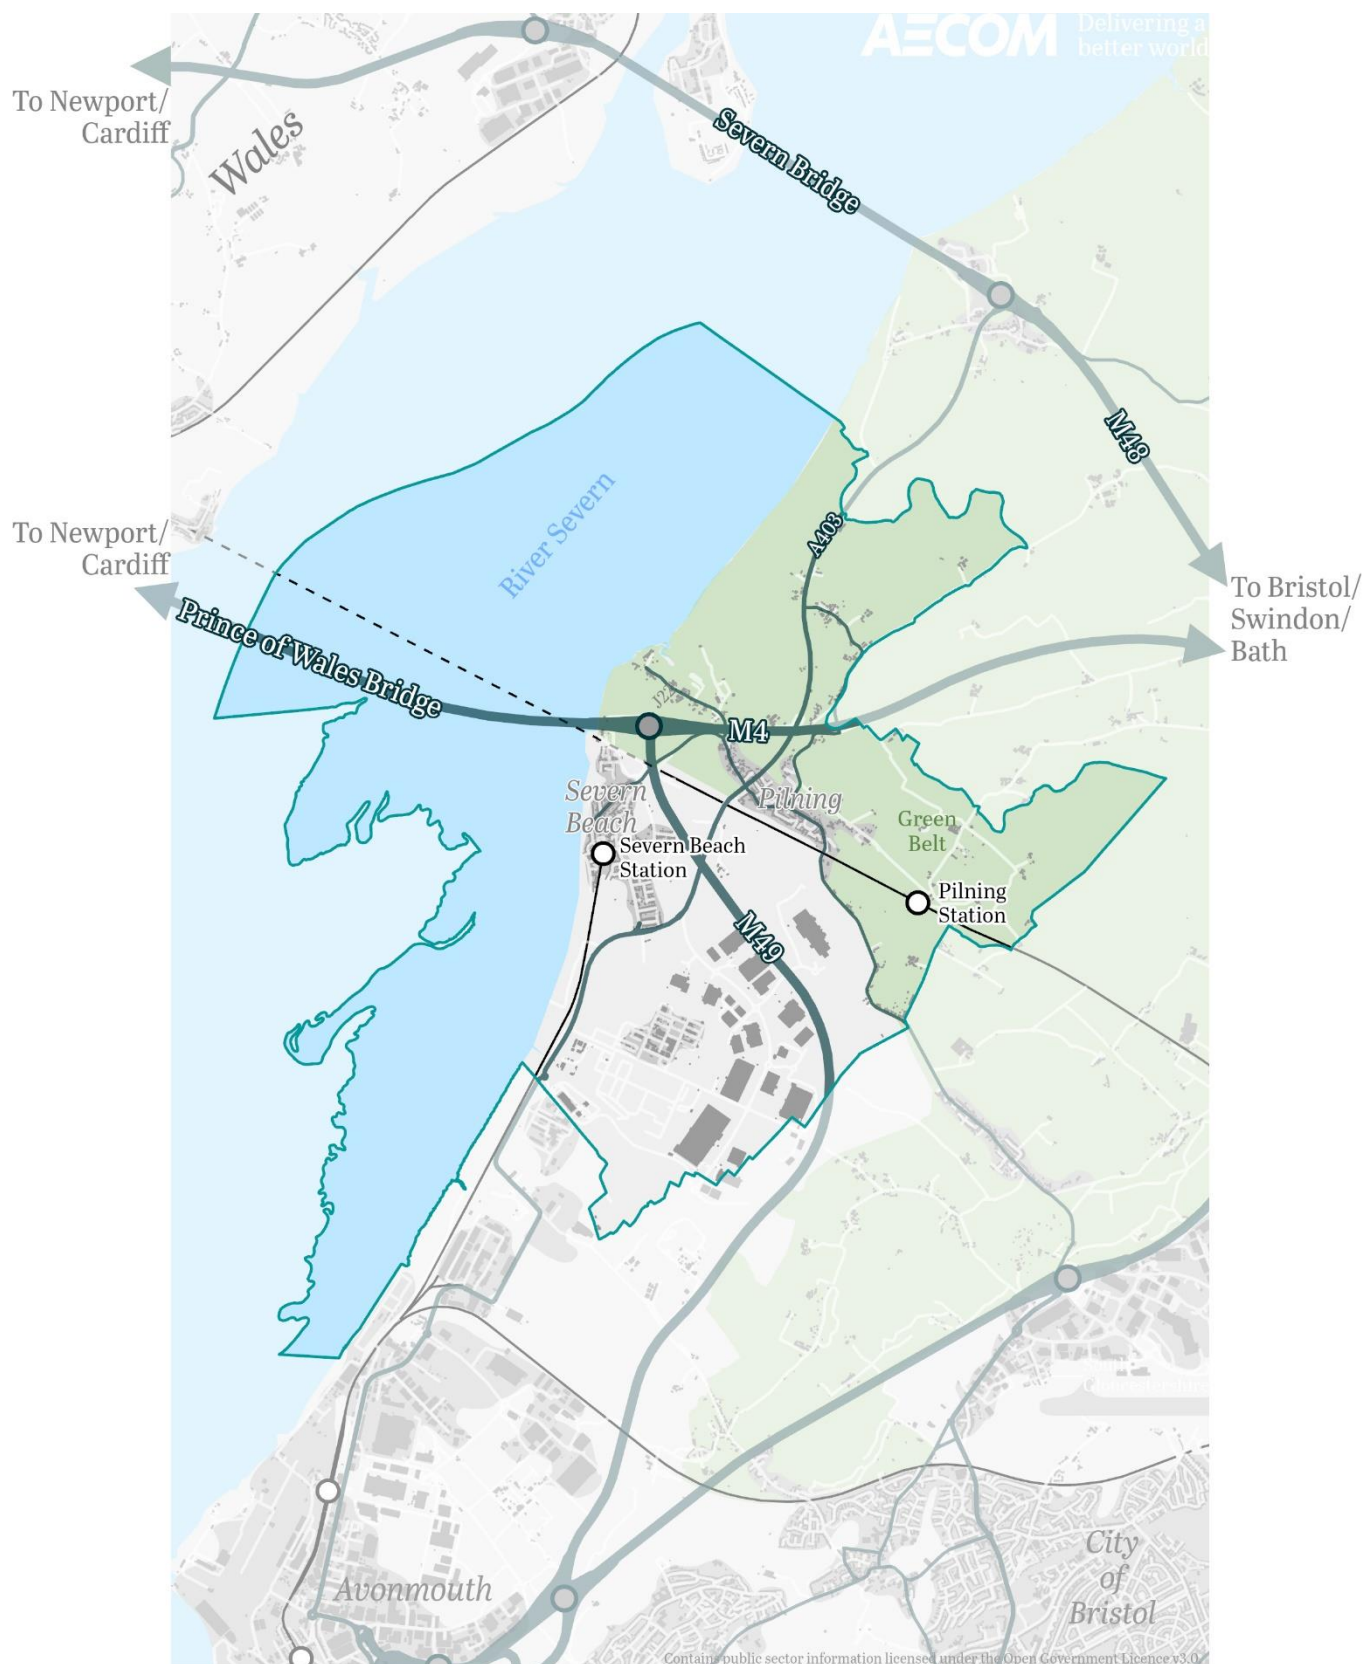 AECOM
Delivering a
better world
To Newport/
Cardiff
Wales
Severn Bridge
M48
River Severn
A403
To Newport/
Cardiff
Prince of Wales Bridge
To Bristol/
Swindon/
Bath
J22
M4
Severn
Beach
Pilning
Green
Belt
Severn Beach
Station
Pilning
Station
M49
Gloucestershire
Avonmouth
City
of
Bristol
Contains public sector information licensed under the Open Government Licence v3.0